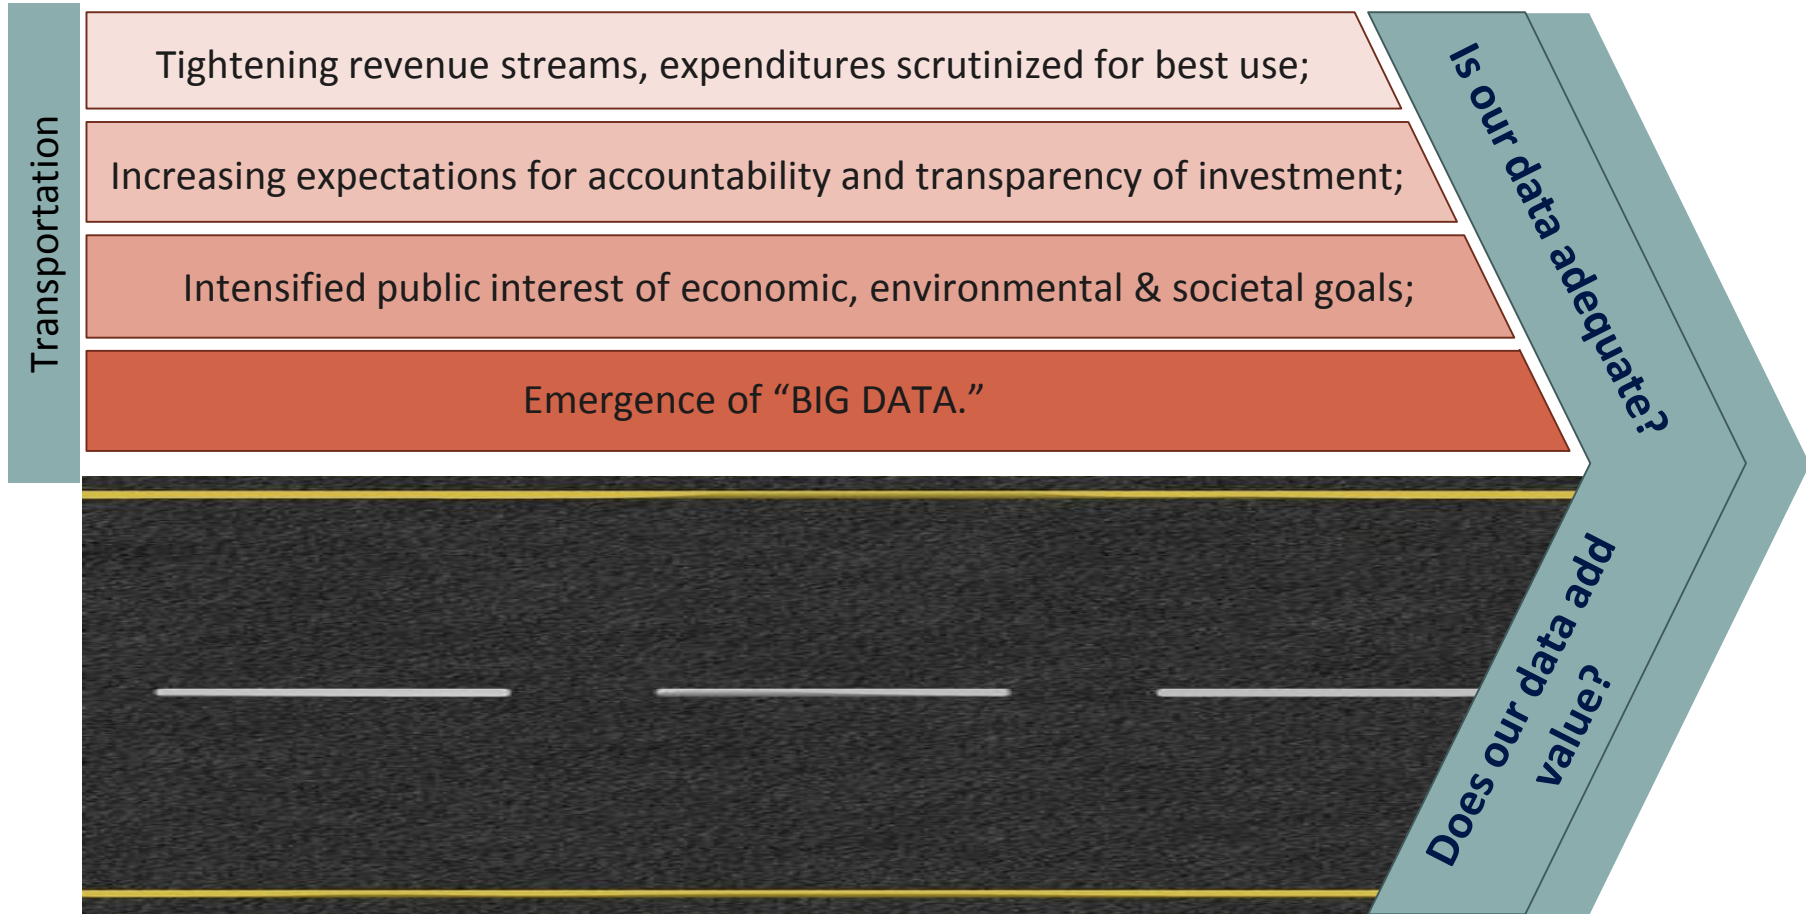 Transportation
Tightening revenue streams, expenditures scrutinized for best use;
Increasing expectations for accountability and transparency of investment;
Intensified public interest of economic, environmental & societal goals;
Emergence of “BIG DATA.”
Is our data adequate?
Does our data add
value?